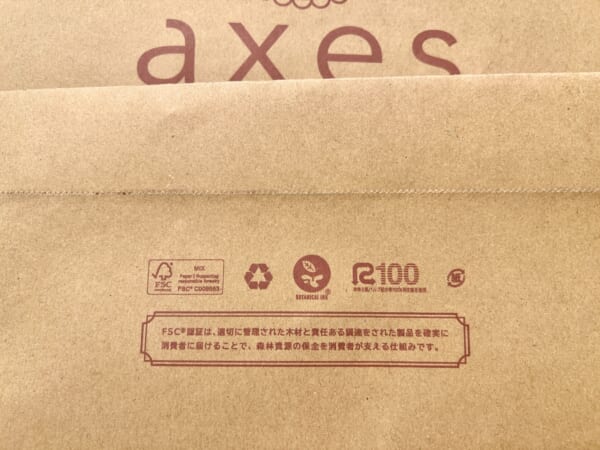 axes
MIX
Paper | Supporting
responsible forestry
FSC
FSC®
BOTANICAL INK®
R100
紙
FSC®認証は、適切に管理された木材と責任ある調達をされた製品を確実に
消費者に届けることで、森林資源の保全を消費者が支える仕組みです。